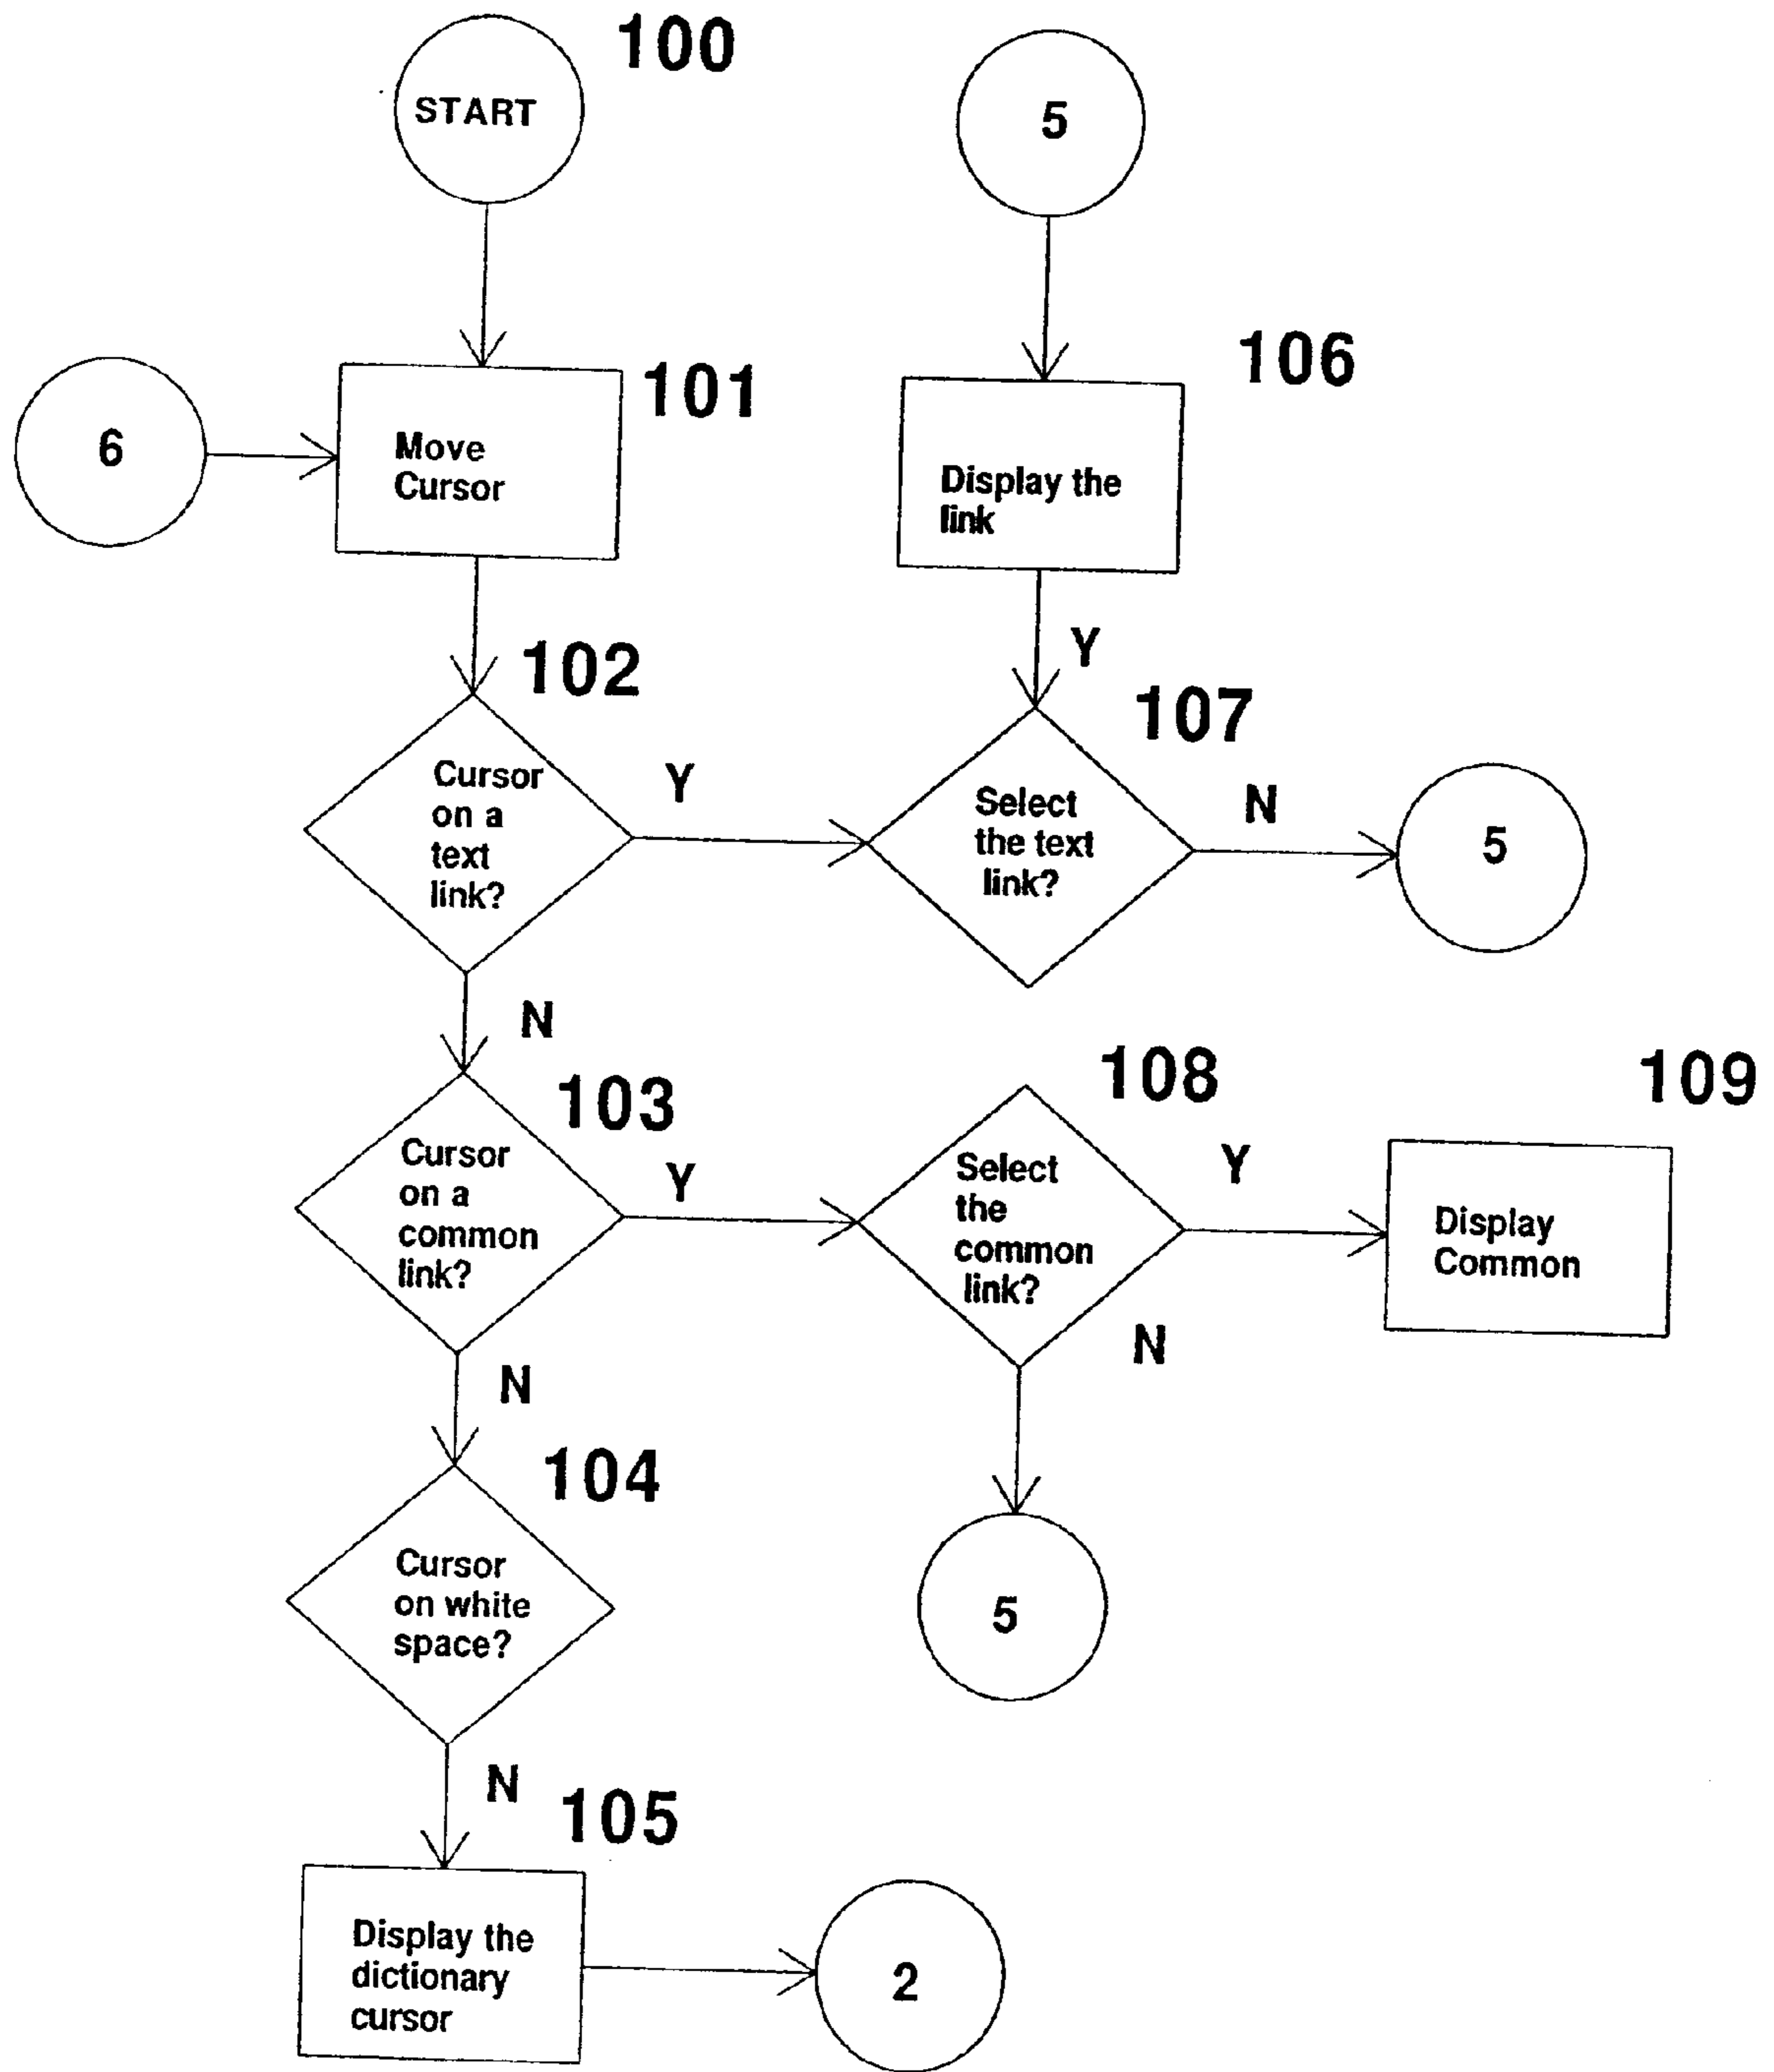 START
100
5
6
Move
Cursor
101
Display the
link
106
Y
Cursor
on a
text
link?
102
Y
Select
the text
link?
107
N
5
N
Cursor
on a
common
link?
103
Y
Select
the
common
link?
108
Y
Display
Common
109
N
5
N
Cursor
on white
space?
104
N
Display the
dictionary
cursor
105
2